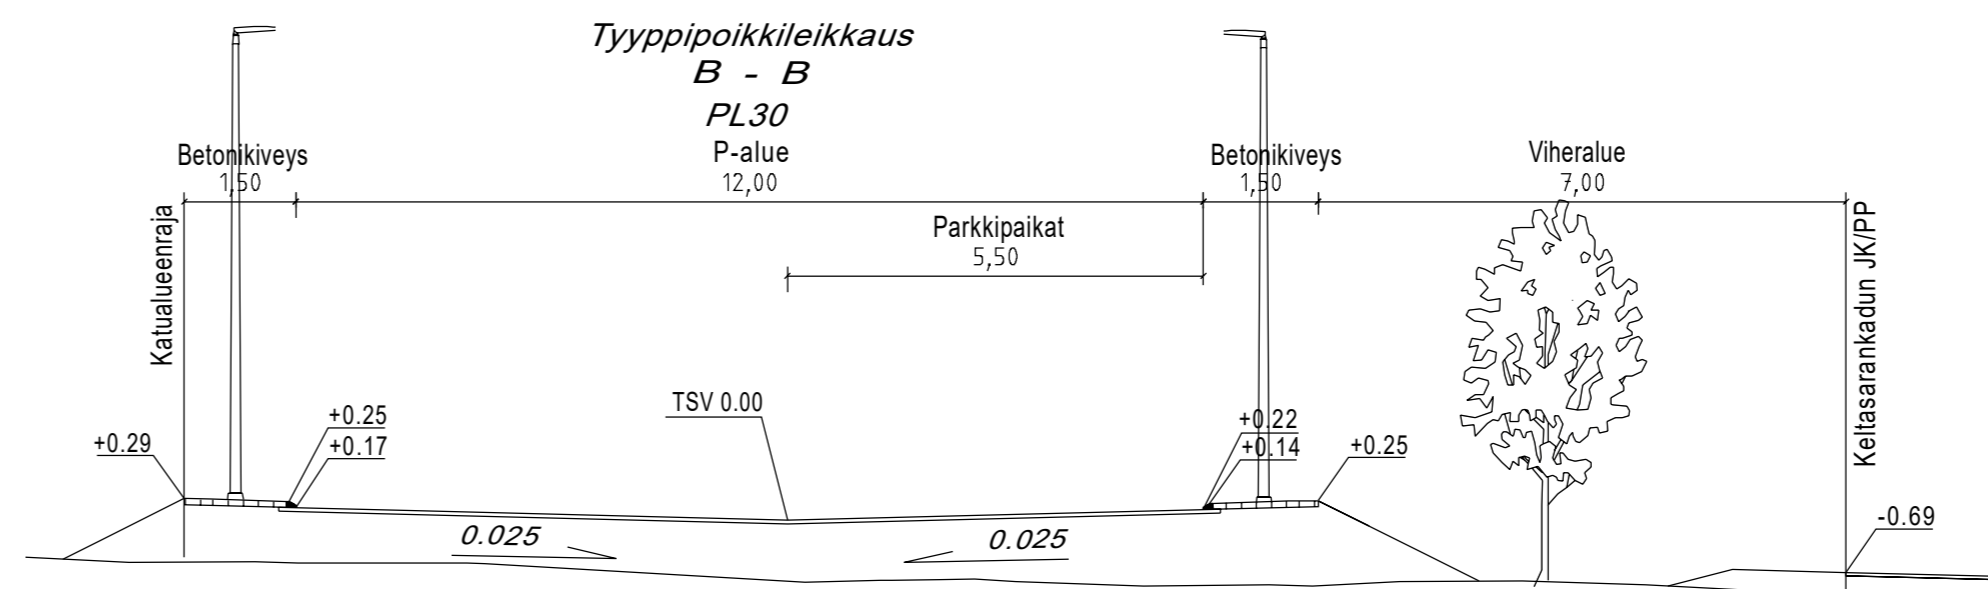 Tyyppipoikkileikkaus
B - B
PL30
Betonikiveys
1,50
P-alue
12,00
Betonikiveys
1,50
Viheralue
7,00
Katualueenraja
Parkkipaikat
5,50
Keltasarankadun JK/PP
TSV 0.00
+0.29
+0.25
+0.17
+0.22
+0.14
+0.25
-0.69
0.025
0.025